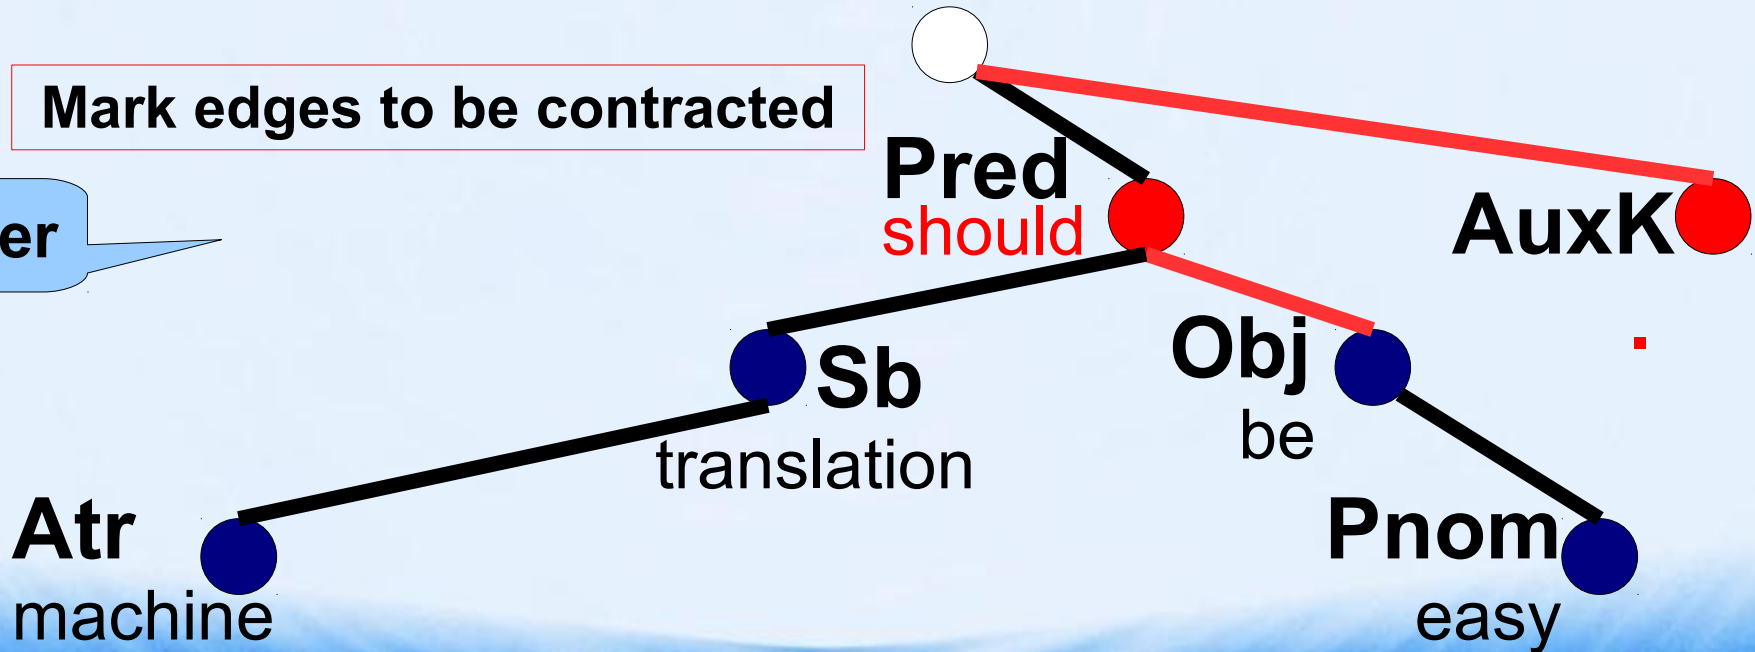 Mark edges to be contracted
er
Pred
should
AuxK
.
Sb
translation
Obj
be
Atr
machine
Pnom
easy